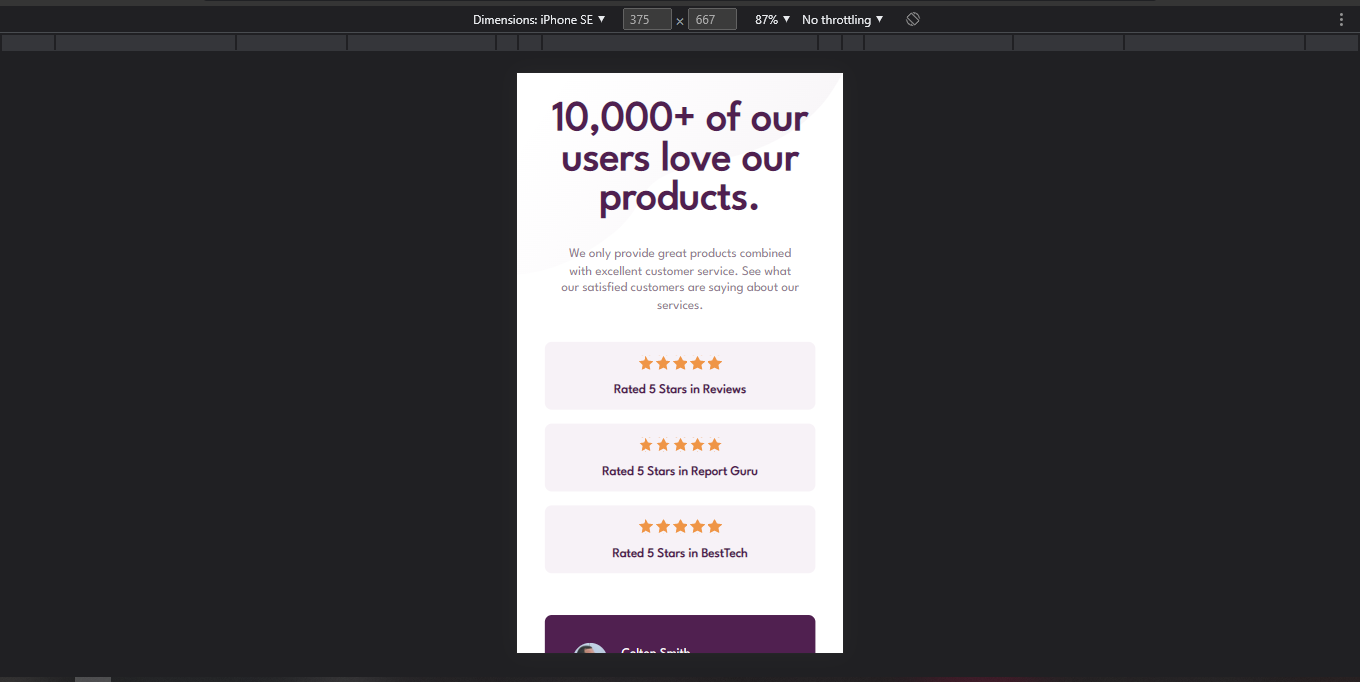 Dimensions: iPhone SE ▼ 375 × 667 87% ▼ No throttling ▼
10,000+ of our
users love our
products.
We only provide great products combined
with excellent customer service. See what
our satisfied customers are saying about our
services.
Rated 5 Stars in Reviews
Rated 5 Stars in Report Guru
Rated 5 Stars in BestTech
Colton Smith